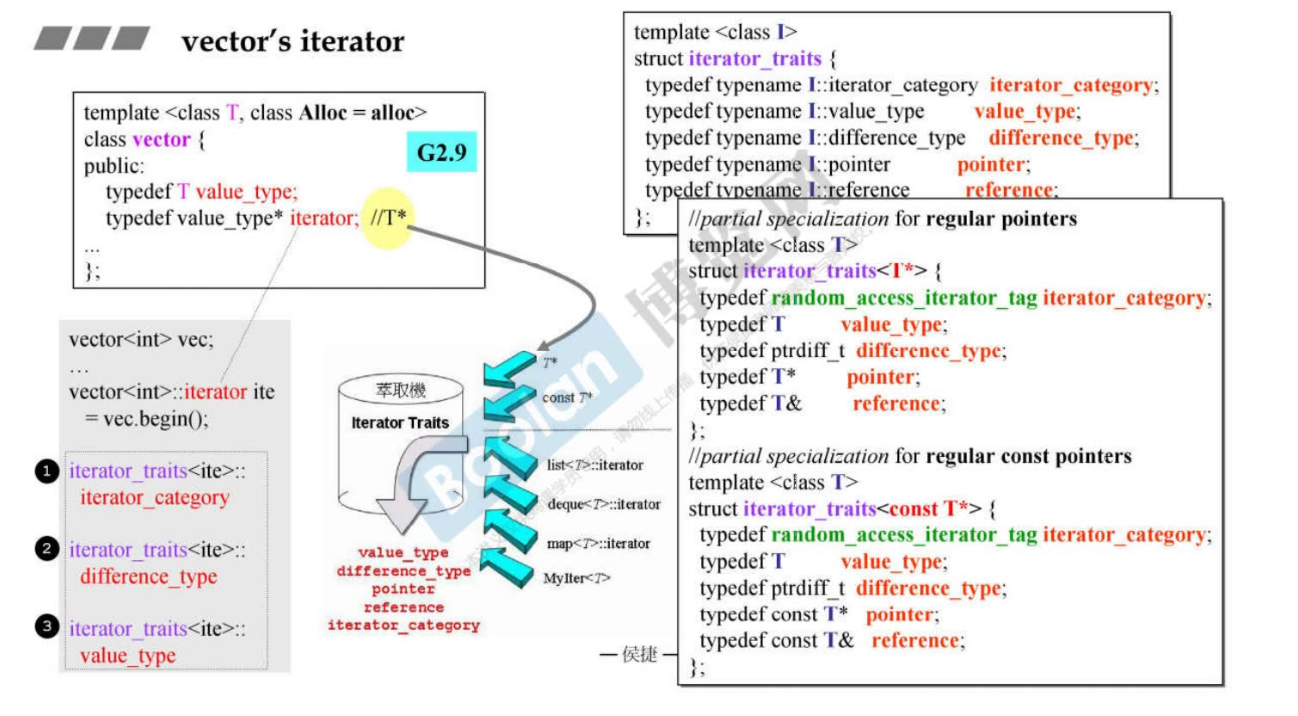 vector's iterator
template <class T, class Alloc = alloc>
class vector {
public:
typedef T value_type;
typedef value_type* iterator; //T*
...
};
G2.9
vector<int> vec;
...
vector<int>::iterator ite
= vec.begin();
1 iterator_traits<ite>::
iterator_category
2 iterator_traits<ite>::
difference_type
3 iterator_traits<ite>::
value_type
萃取機
Iterator Traits
value_type
difference_type
pointer
reference
iterator_category
T*
const T*
list<T>::iterator
deque<T>::iterator
map<T>::iterator
MyIter<T>
template <class I>
struct iterator_traits {
typedef typename I::iterator_category iterator_category;
typedef typename I::value_type value_type;
typedef typename I::difference_type difference_type;
typedef typename I::pointer pointer;
typedef typename I::reference reference;
};
//partial specialization for regular pointers
template <class T>
struct iterator_traits<T*> {
typedef random_access_iterator_tag iterator_category;
typedef T value_type;
typedef ptrdiff_t difference_type;
typedef T* pointer;
typedef T& reference;
};
//partial specialization for regular const pointers
template <class T>
struct iterator_traits<const T*> {
typedef random_access_iterator_tag iterator_category;
typedef T value_type;
typedef ptrdiff_t difference_type;
typedef const T* pointer;
typedef const T& reference;
};
— 侯捷 —
Boolan
博览网